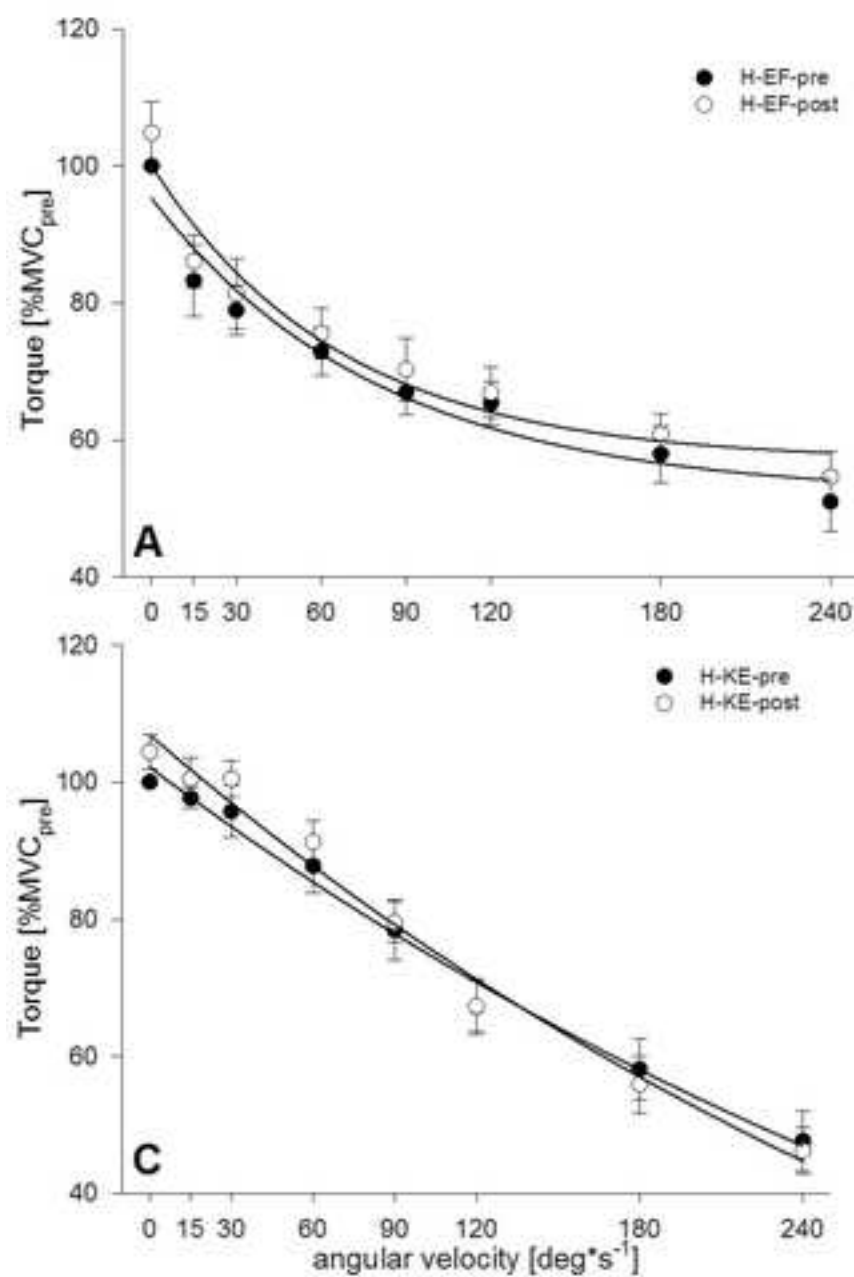 120
H-EF-pre
H-EF-post
100
80
60
40
Torque [%MVCpre]
A
0 15 30 60 90 120 180 240
120
H-KE-pre
H-KE-post
100
80
60
40
Torque [%MVCpre]
C
0 15 30 60 90 120 180 240
angular velocity [deg*s-1]